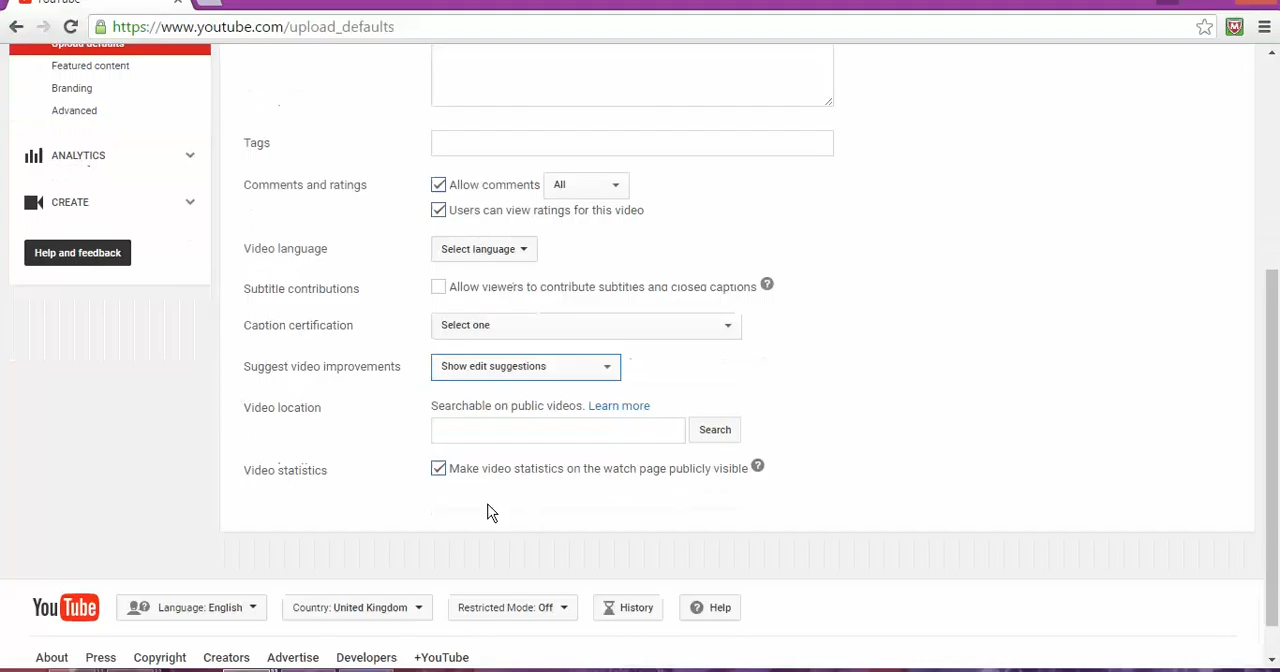 YouTube
https://www.youtube.com/upload_defaults
Upload defaults
Featured content
Branding
Advanced
ANALYTICS
CREATE
Help and feedback
Tags
Comments and ratings
Allow comments
All
Users can view ratings for this video
Video language
Select language
Subtitle contributions
Allow viewers to contribute subtitles and closed captions ?
Caption certification
Select one
Suggest video improvements
Show edit suggestions
Video location
Searchable on public videos. Learn more
Search
Video statistics
Make video statistics on the watch page publicly visible ?
YouTube
Language: English
Country: United Kingdom
Restricted Mode: Off
History
? Help
About Press Copyright Creators Advertise Developers +YouTube